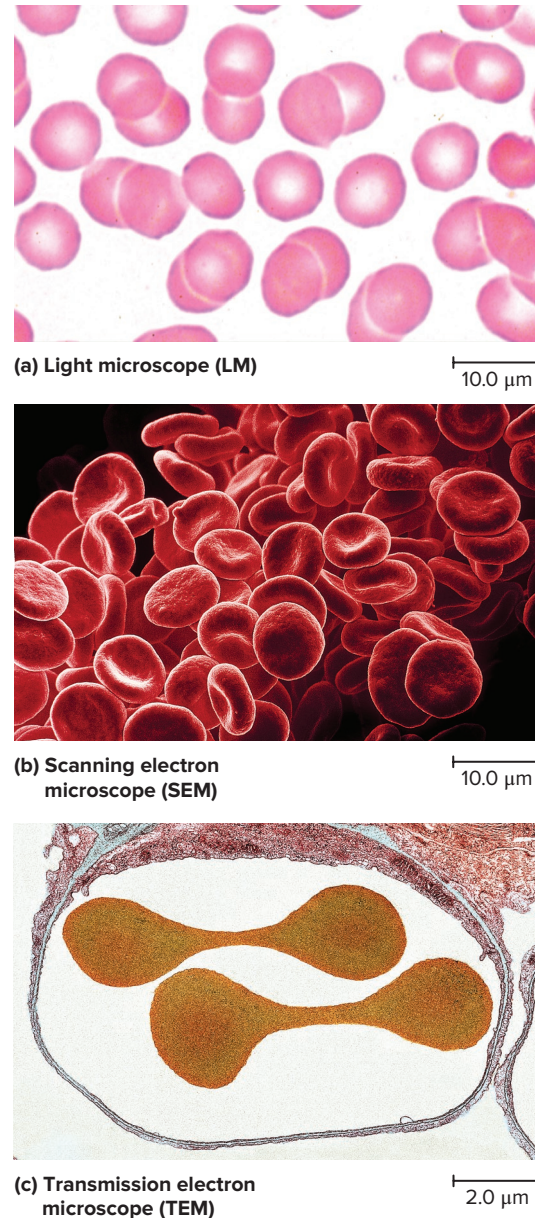 (a) Light microscope (LM)
10.0 μm
(b) Scanning electron
microscope (SEM)
10.0 μm
(c) Transmission electron
microscope (TEM)
2.0 μm